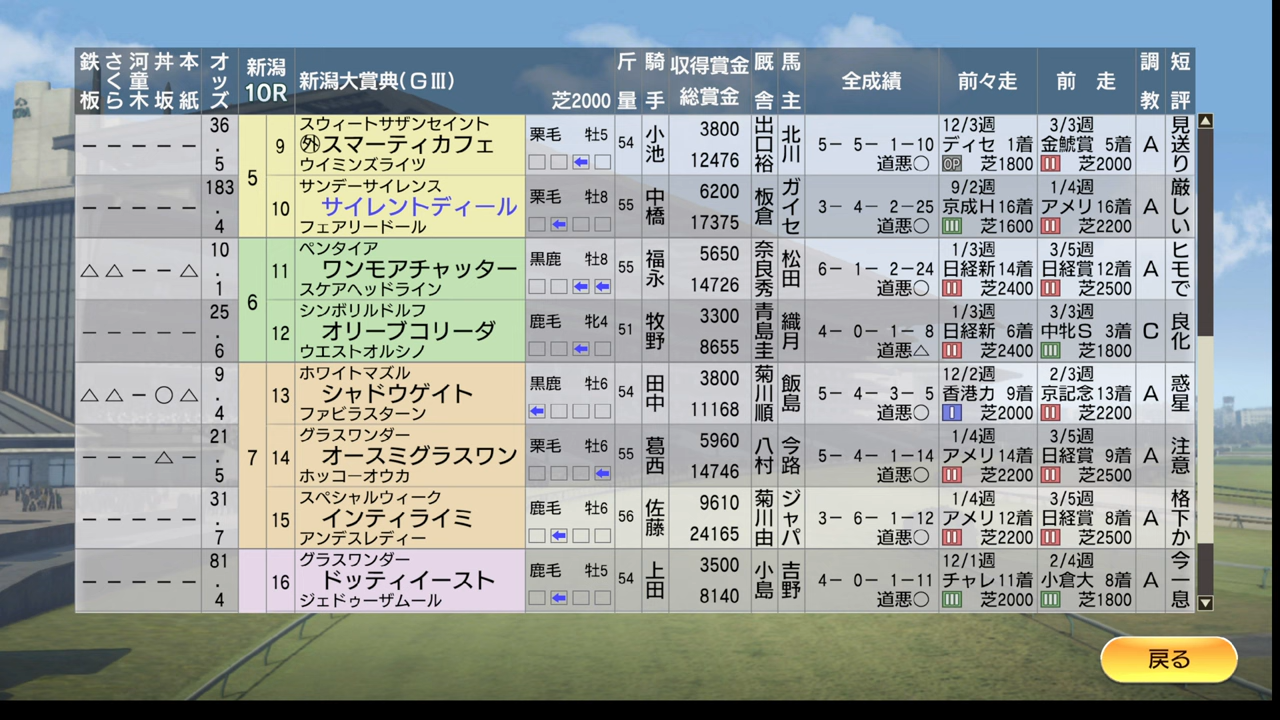 鉄板 さくら 河童木 丼坂 本紙 オッズ 新潟10R 新潟大賞典(GⅢ) 芝2000 斤量 騎手 収得賞金 総賞金 厩舎 馬主 全成績 前々走 前 走 調教 短評
－ － － － － 36.5 5 9 スウィートサザンセイント
外スマーティカフェ
ウイミンズライツ
栗毛 牡5 ← 54 小池 3800 12476 出口裕 北川 5- 5- 1-10 道悪○ 12/3週 ディセ 1着 OP 芝1800 3/3週 金鯱賞 5着 Ⅱ 芝2000 A 見送り
－ － － － － 183.4 10 サンデーサイレンス
サイレントディール
フェアリードール
栗毛 牡8 ← 55 中橋 6200 17375 板倉 ガイセ 3- 4- 2-25 道悪○ 9/2週 京成H 16着 Ⅲ 芝1600 1/4週 アメリ 16着 Ⅱ 芝2200 A 厳しい
△ △ － － △ 10.1 6 11 ペンタイア
ワンモアチャッター
スケアヘッドライン
黒鹿 牡8 ← ← 55 福永 5650 14726 奈良秀 松田 6- 1- 2-24 道悪○ 1/3週 日経新 14着 Ⅱ 芝2400 3/5週 日経賞 12着 Ⅱ 芝2500 A ヒモで
－ － － － － 25.6 12 シンボリルドルフ
オリーブコリーダ
ウエストオルシノ
鹿毛 牝4 ← 51 牧野 3300 8655 青島圭 織月 4- 0- 1- 8 道悪△ 1/3週 日経新 6着 Ⅱ 芝2400 3/3週 中牝S 3着 Ⅲ 芝1800 C 良化
△ △ － ○ △ 9.4 7 13 ホワイトマズル
シャドウゲイト
ファビラスターン
黒鹿 牡6 ← 54 田中 3800 11168 菊川順 飯島 5- 4- 3- 5 道悪○ 12/2週 香港カ 9着 Ⅰ 芝2000 2/3週 京記念 13着 Ⅱ 芝2200 A 惑星
－ － － △ － 21.5 14 グラスワンダー
オースミグラスワン
ホッコーオウカ
栗毛 牡6 ← 55 葛西 5960 14746 八村 今路 5- 4- 1-14 道悪○ 1/4週 アメリ 14着 Ⅱ 芝2200 3/5週 日経賞 9着 Ⅱ 芝2500 A 注意
－ － － － － 31.7 15 スペシャルウィーク
インティライミ
アンデスレディー
鹿毛 牡6 ← 56 佐藤 9610 24165 菊川由 ジャパ 3- 6- 1-12 道悪○ 1/4週 アメリ 12着 Ⅱ 芝2200 3/5週 日経賞 8着 Ⅱ 芝2500 A 格下か
－ － － － － 81.4 16 グラスワンダー
ドッティイースト
ジェドゥーザムール
鹿毛 牡5 ← 54 上田 3500 8140 小島 吉野 4- 0- 1-11 道悪○ 12/1週 チャレ 11着 Ⅲ 芝2000 2/4週 小倉大 8着 Ⅲ 芝1800 A 今一息
戻る